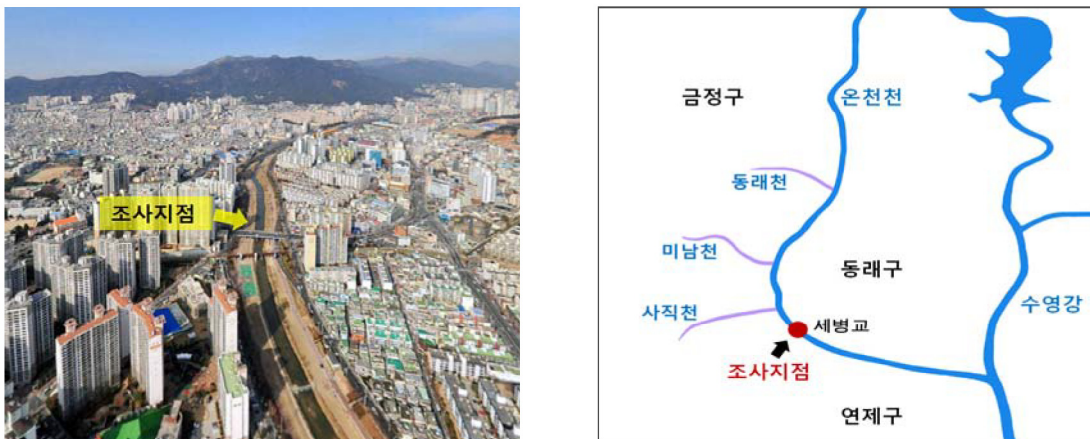 조사지점
금정구
온천천
동래천
미남천
동래구
사직천
수영강
세병교
조사지점
연제구